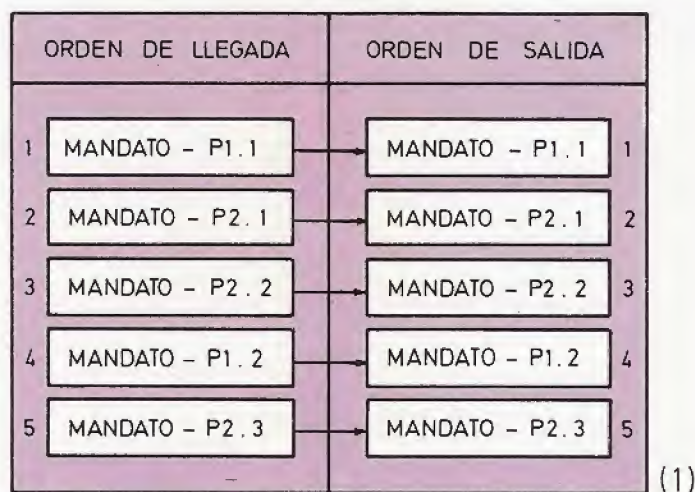 ORDEN DE LLEGADA ORDEN DE SALIDA
1 MANDATO - P1.1 MANDATO - P1.1 1
2 MANDATO - P2.1 MANDATO - P2.1 2
3 MANDATO - P2.2 MANDATO - P2.2 3
4 MANDATO - P1.2 MANDATO - P1.2 4
5 MANDATO - P2.3 MANDATO - P2.3 5
(1)